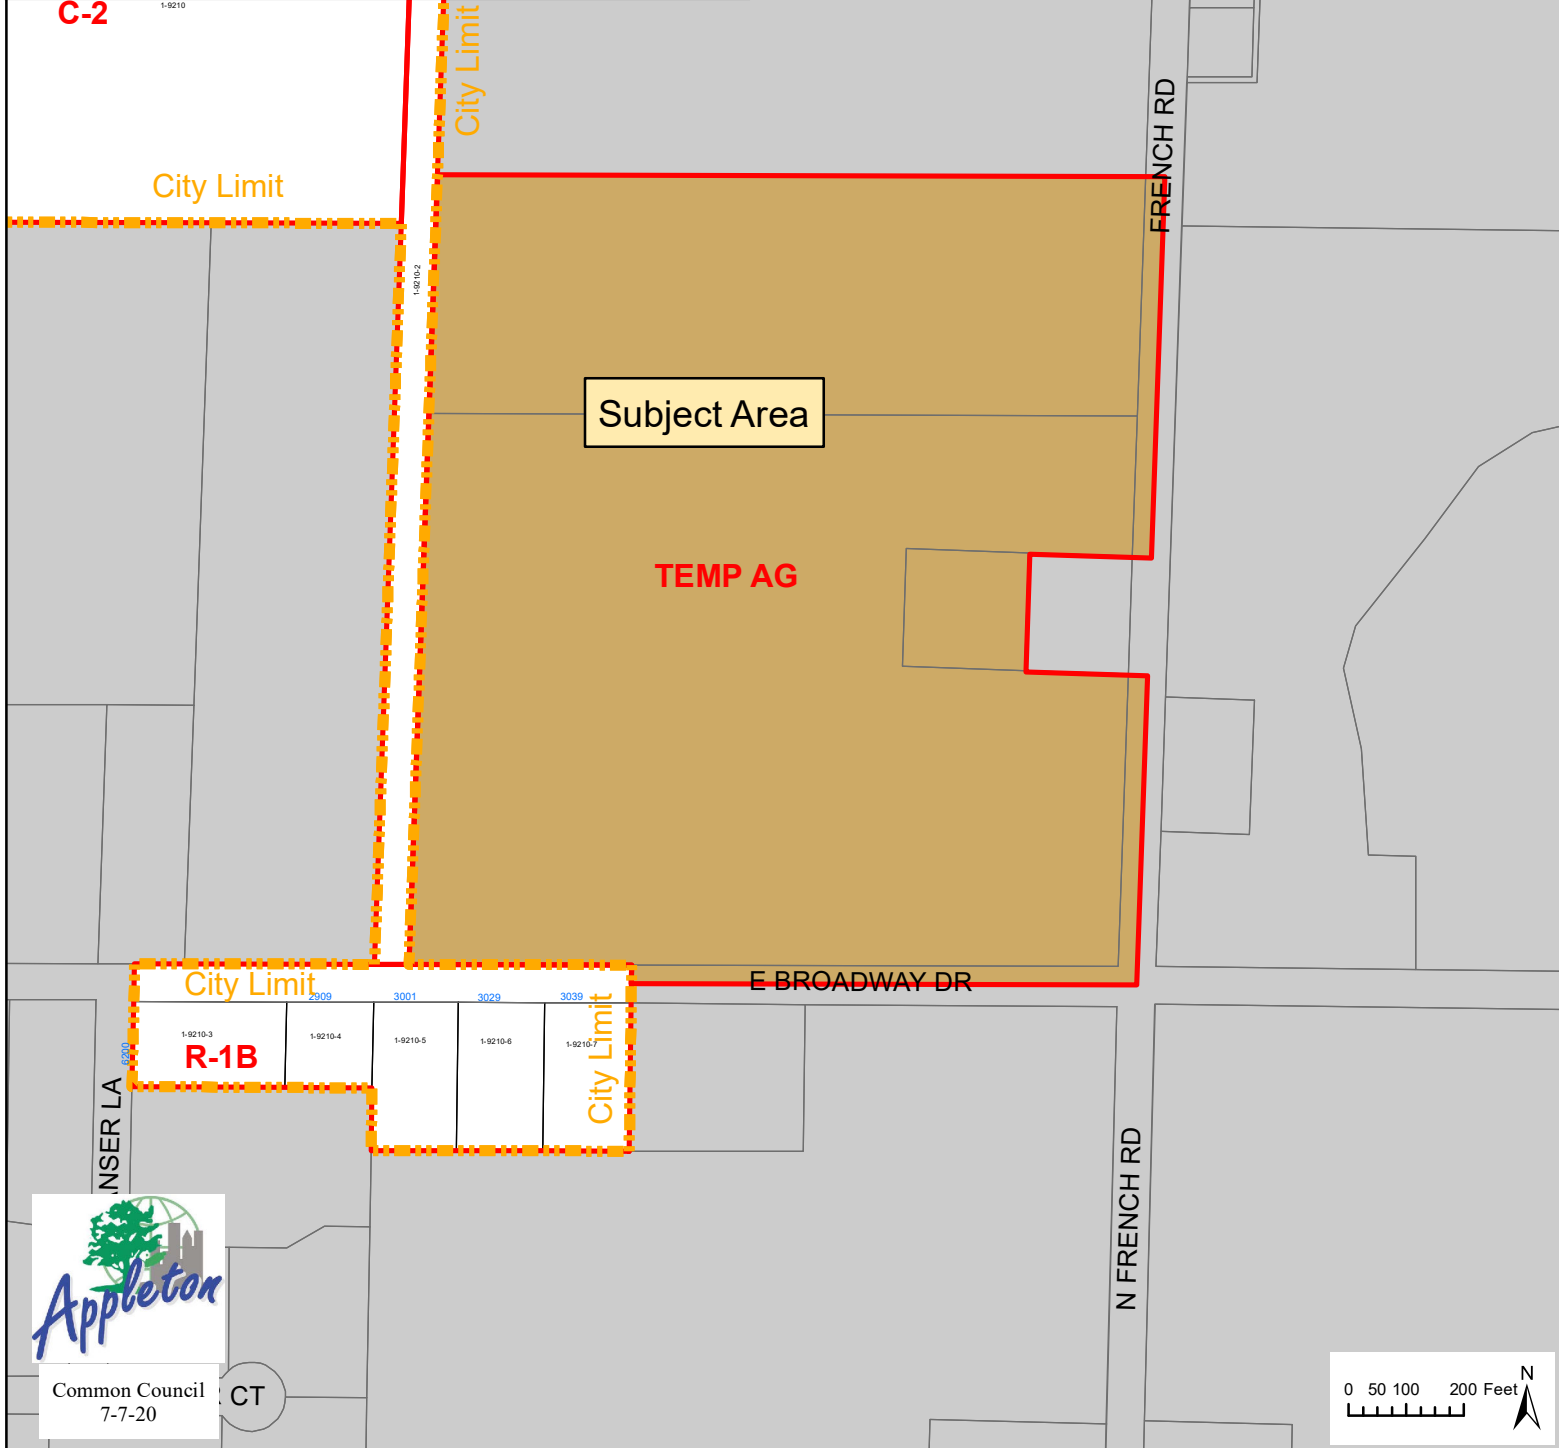 C-2
1-9210
City Limit
City Limit
FRENCH RD
1-9210-2
Subject Area
TEMP AG
City Limit
E BROADWAY DR
2909
3001
3029
3039
1-9210-3
1-9210-4
1-9210-5
1-9210-6
1-9210-7
R-1B
City Limit
6200
ANSER LA
N FRENCH RD
Appleton
Common Council
7-7-20
CT
N
0 50 100 200 Feet